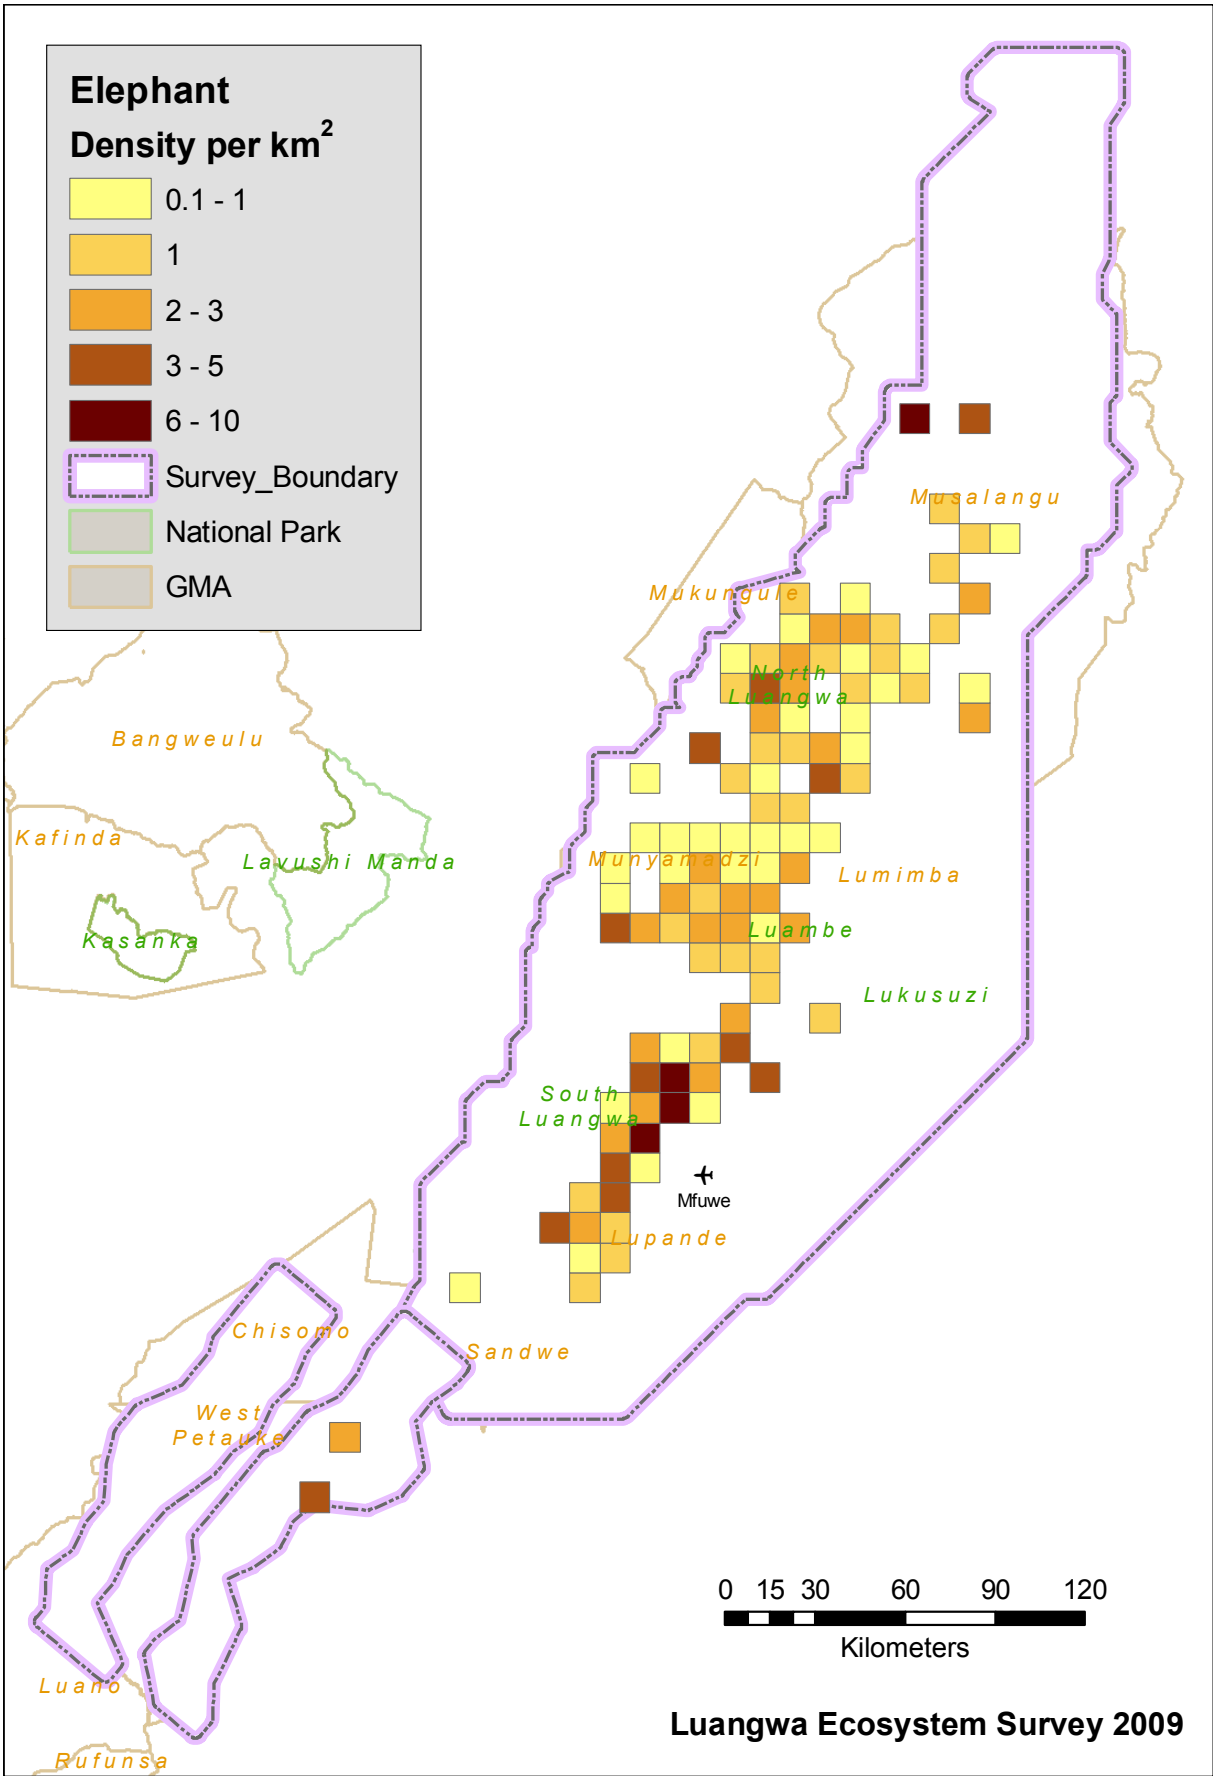 Elephant
Density per km2
0.1 - 1
1
2 - 3
3 - 5
6 - 10
Survey_Boundary
National Park
GMA
Musalangu
Mukungule
North
Luangwa
Bangweulu
Kafinda
Lavushi Manda
Munyamadzi
Lumimba
Kasanka
Luambe
Lukusuzi
South
Luangwa
Mfuwe
Lupande
Chisomo
Sandwe
West
Petauke
0 15 30 60 90 120
Kilometers
Luano
Luangwa Ecosystem Survey 2009
Rufunsa